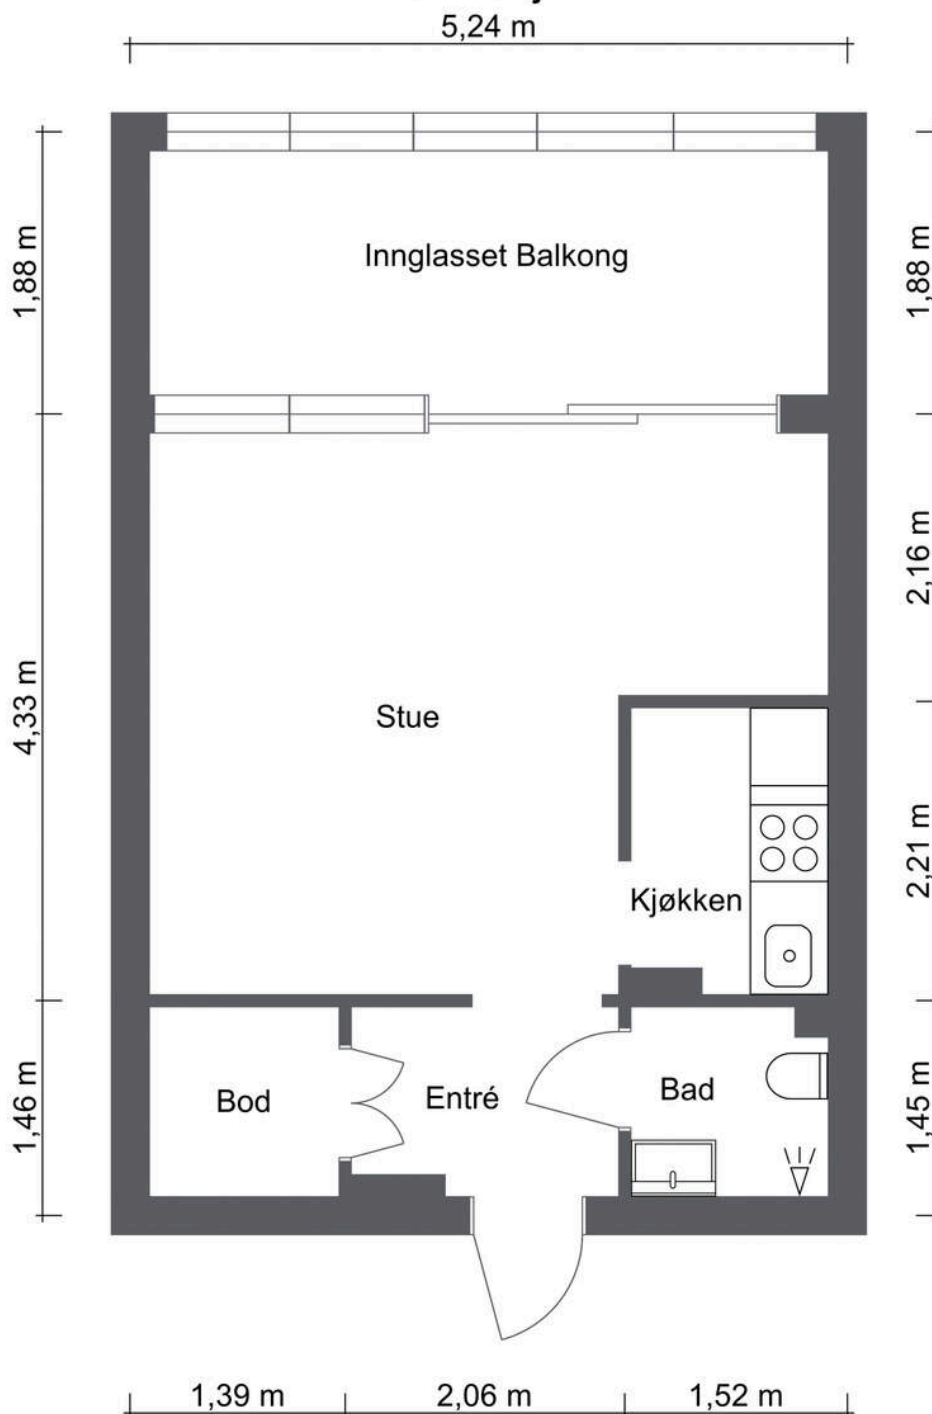 5,24 m
Innglasset Balkong
1,88 m
1,88 m
2,16 m
4,33 m
Stue
2,21 m
Kjøkken
Bod
Entré
Bad
1,46 m
1,45 m
1,39 m
2,06 m
1,52 m